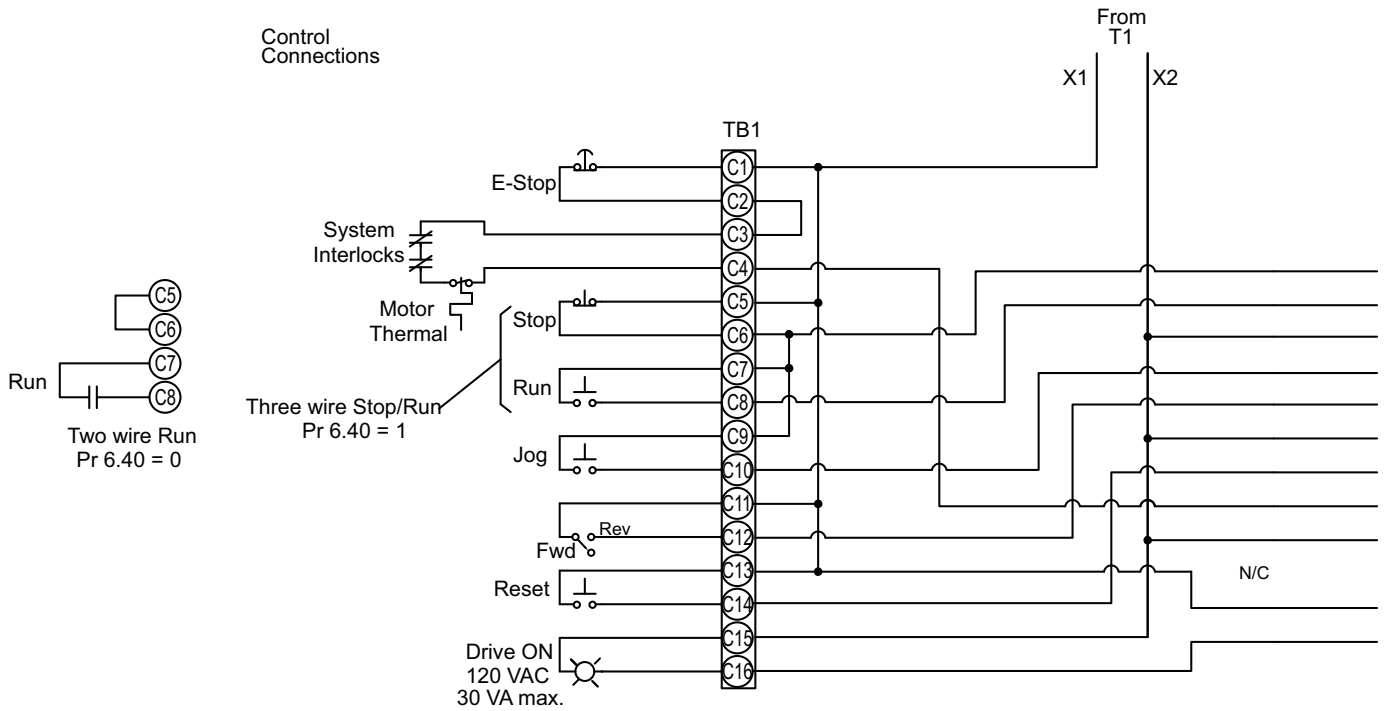 Control
Connections
From
T1
X1
X2
TB1
E-Stop
C1
C2
System
Interlocks
C3
C4
Motor
Thermal
Stop
C5
C6
Run
C7
C8
Three wire Stop/Run
Pr 6.40 = 1
Jog
C9
C10
Fwd
Rev
C11
C12
Reset
C13
C14
N/C
Drive ON
120 VAC
30 VA max.
C15
C16
C5
C6
C7
C8
Run
Two wire Run
Pr 6.40 = 0